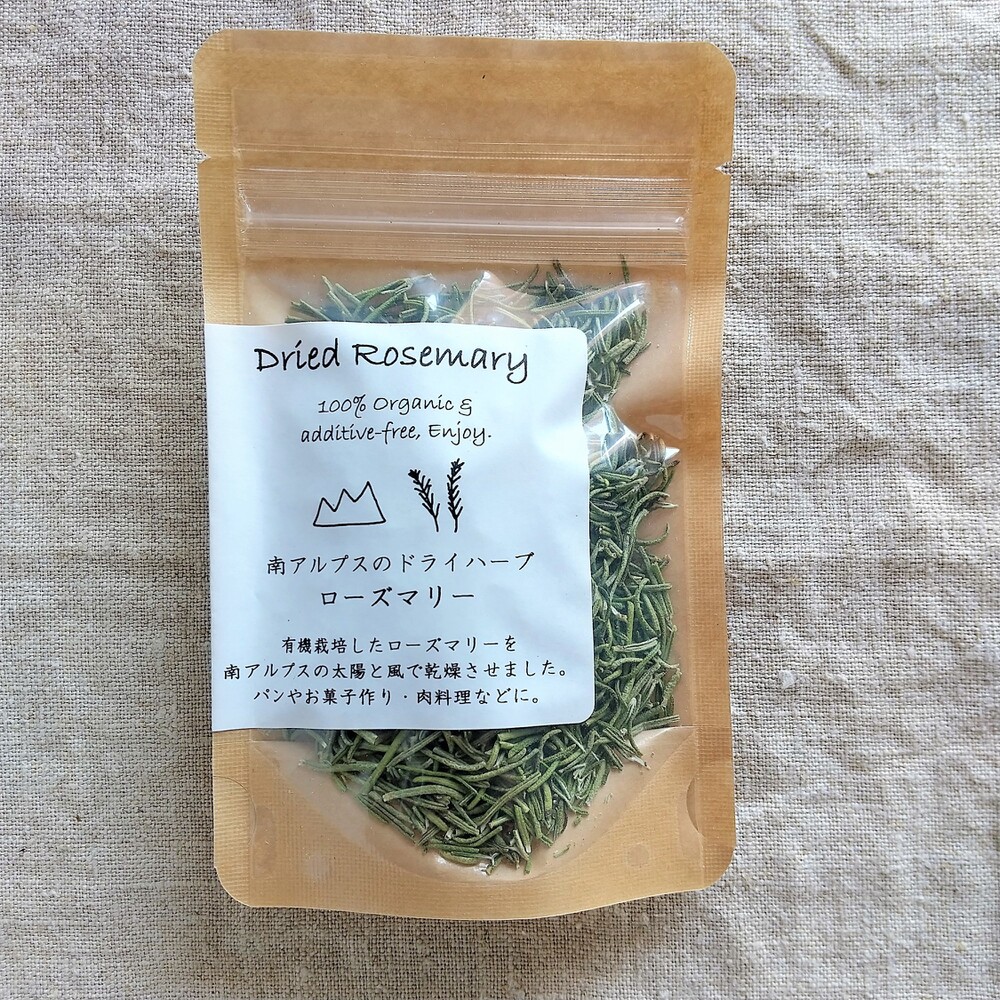 Dried Rosemary
100% Organic &
additive-free, Enjoy.
南アルプスのドライハーブ
ローズマリー
有機栽培したローズマリーを
南アルプスの太陽と風で乾燥させました。
パンやお菓子作り・肉料理などに。